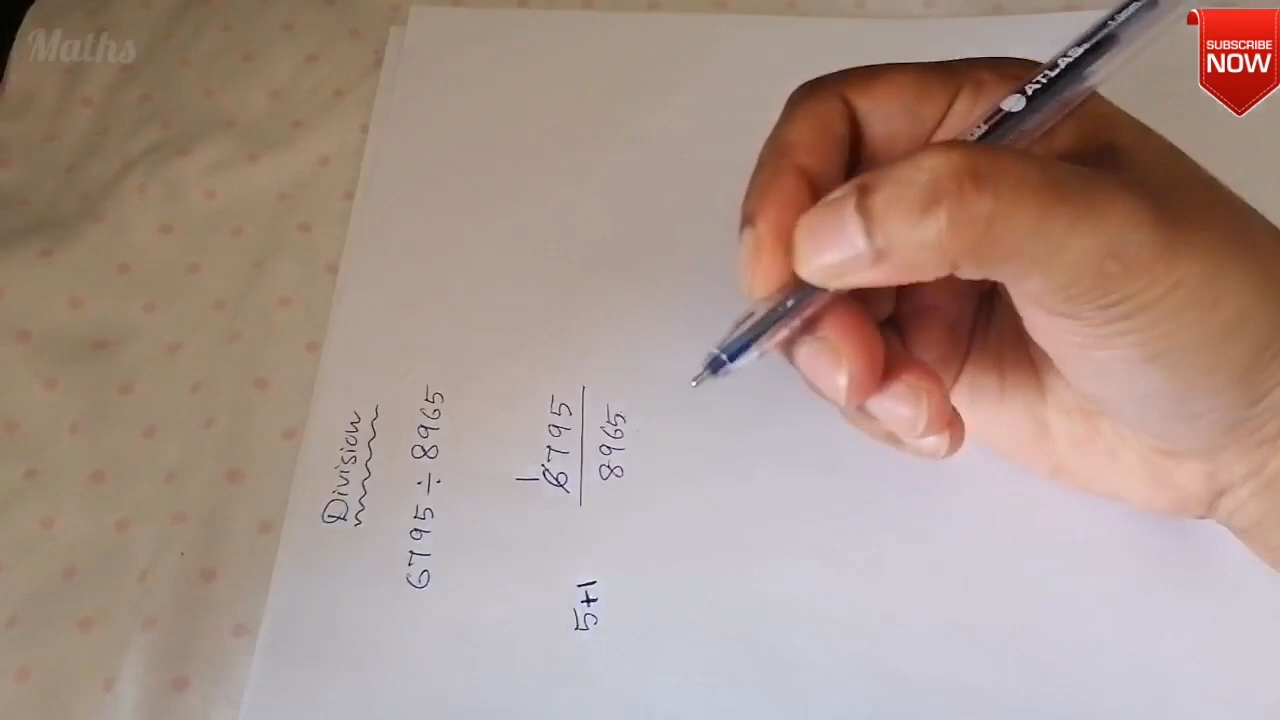 Maths
SUBSCRIBE
NOW
ATLAS
Division
6795 ÷ 8965
1
6795
8965
5+1